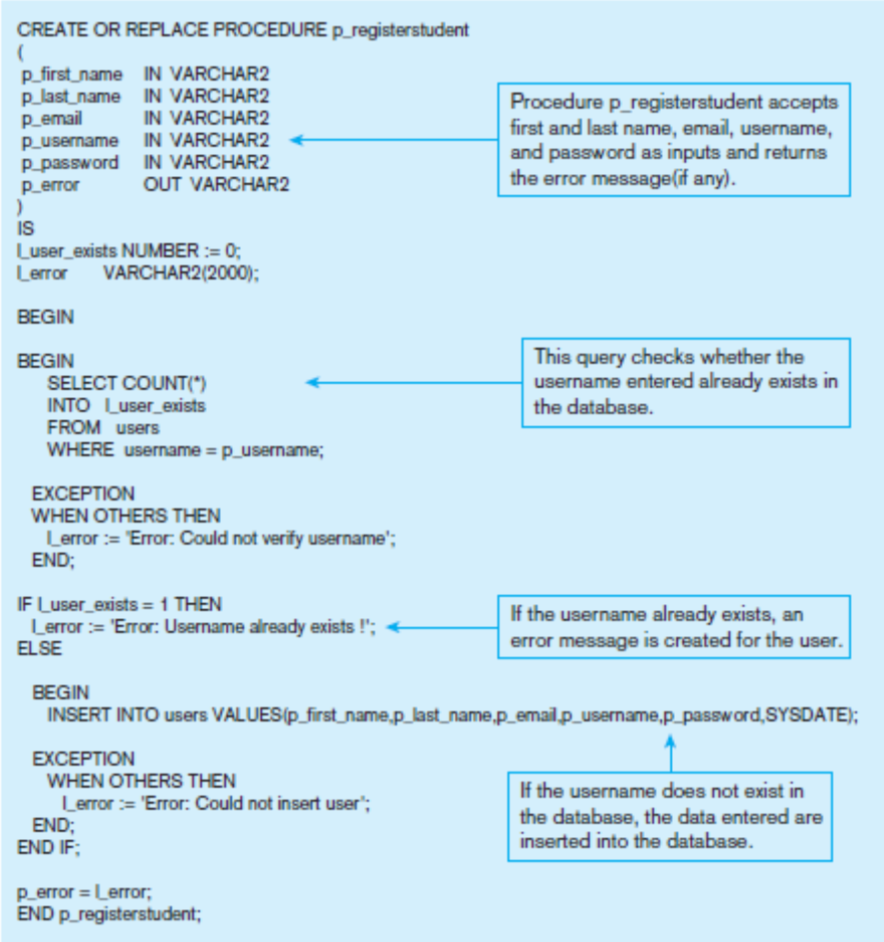 CREATE OR REPLACE PROCEDURE p_registerstudent
(
p_first_name IN VARCHAR2
p_last_name IN VARCHAR2
p_email IN VARCHAR2
p_username IN VARCHAR2
p_password IN VARCHAR2
p_error OUT VARCHAR2
)
IS
l_user_exists NUMBER := 0;
l_error VARCHAR2(2000);
Procedure p_registerstudent accepts
first and last name, email, username,
and password as inputs and returns
the error message(if any).
BEGIN
BEGIN
SELECT COUNT(*)
INTO l_user_exists
FROM users
WHERE username = p_username;
This query checks whether the
username entered already exists in
the database.
EXCEPTION
WHEN OTHERS THEN
l_error := 'Error: Could not verify username';
END;
IF l_user_exists = 1 THEN
l_error := 'Error: Username already exists !';
ELSE
If the username already exists, an
error message is created for the user.
BEGIN
INSERT INTO users VALUES(p_first_name,p_last_name,p_email,p_username,p_password,SYSDATE);
EXCEPTION
WHEN OTHERS THEN
l_error := 'Error: Could not insert user';
END;
END IF;
If the username does not exist in
the database, the data entered are
inserted into the database.
p_error = l_error;
END p_registerstudent;